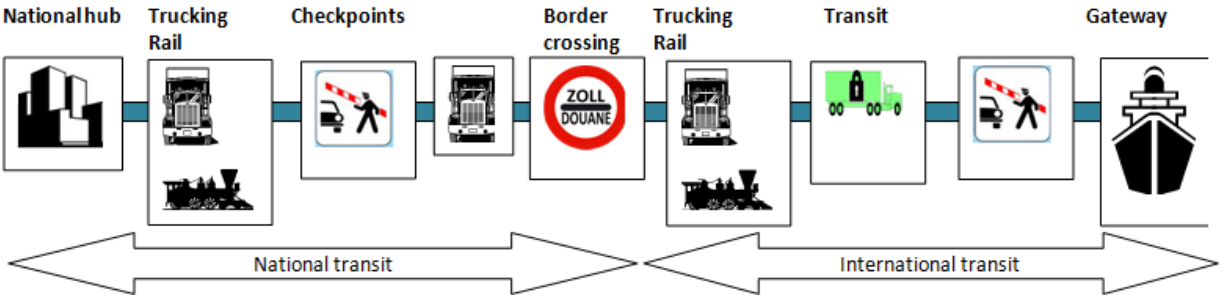 National hub
Trucking
Rail
Checkpoints
Border
crossing
Trucking
Rail
Transit
Gateway
ZOLL
DOUANE
National transit
International transit